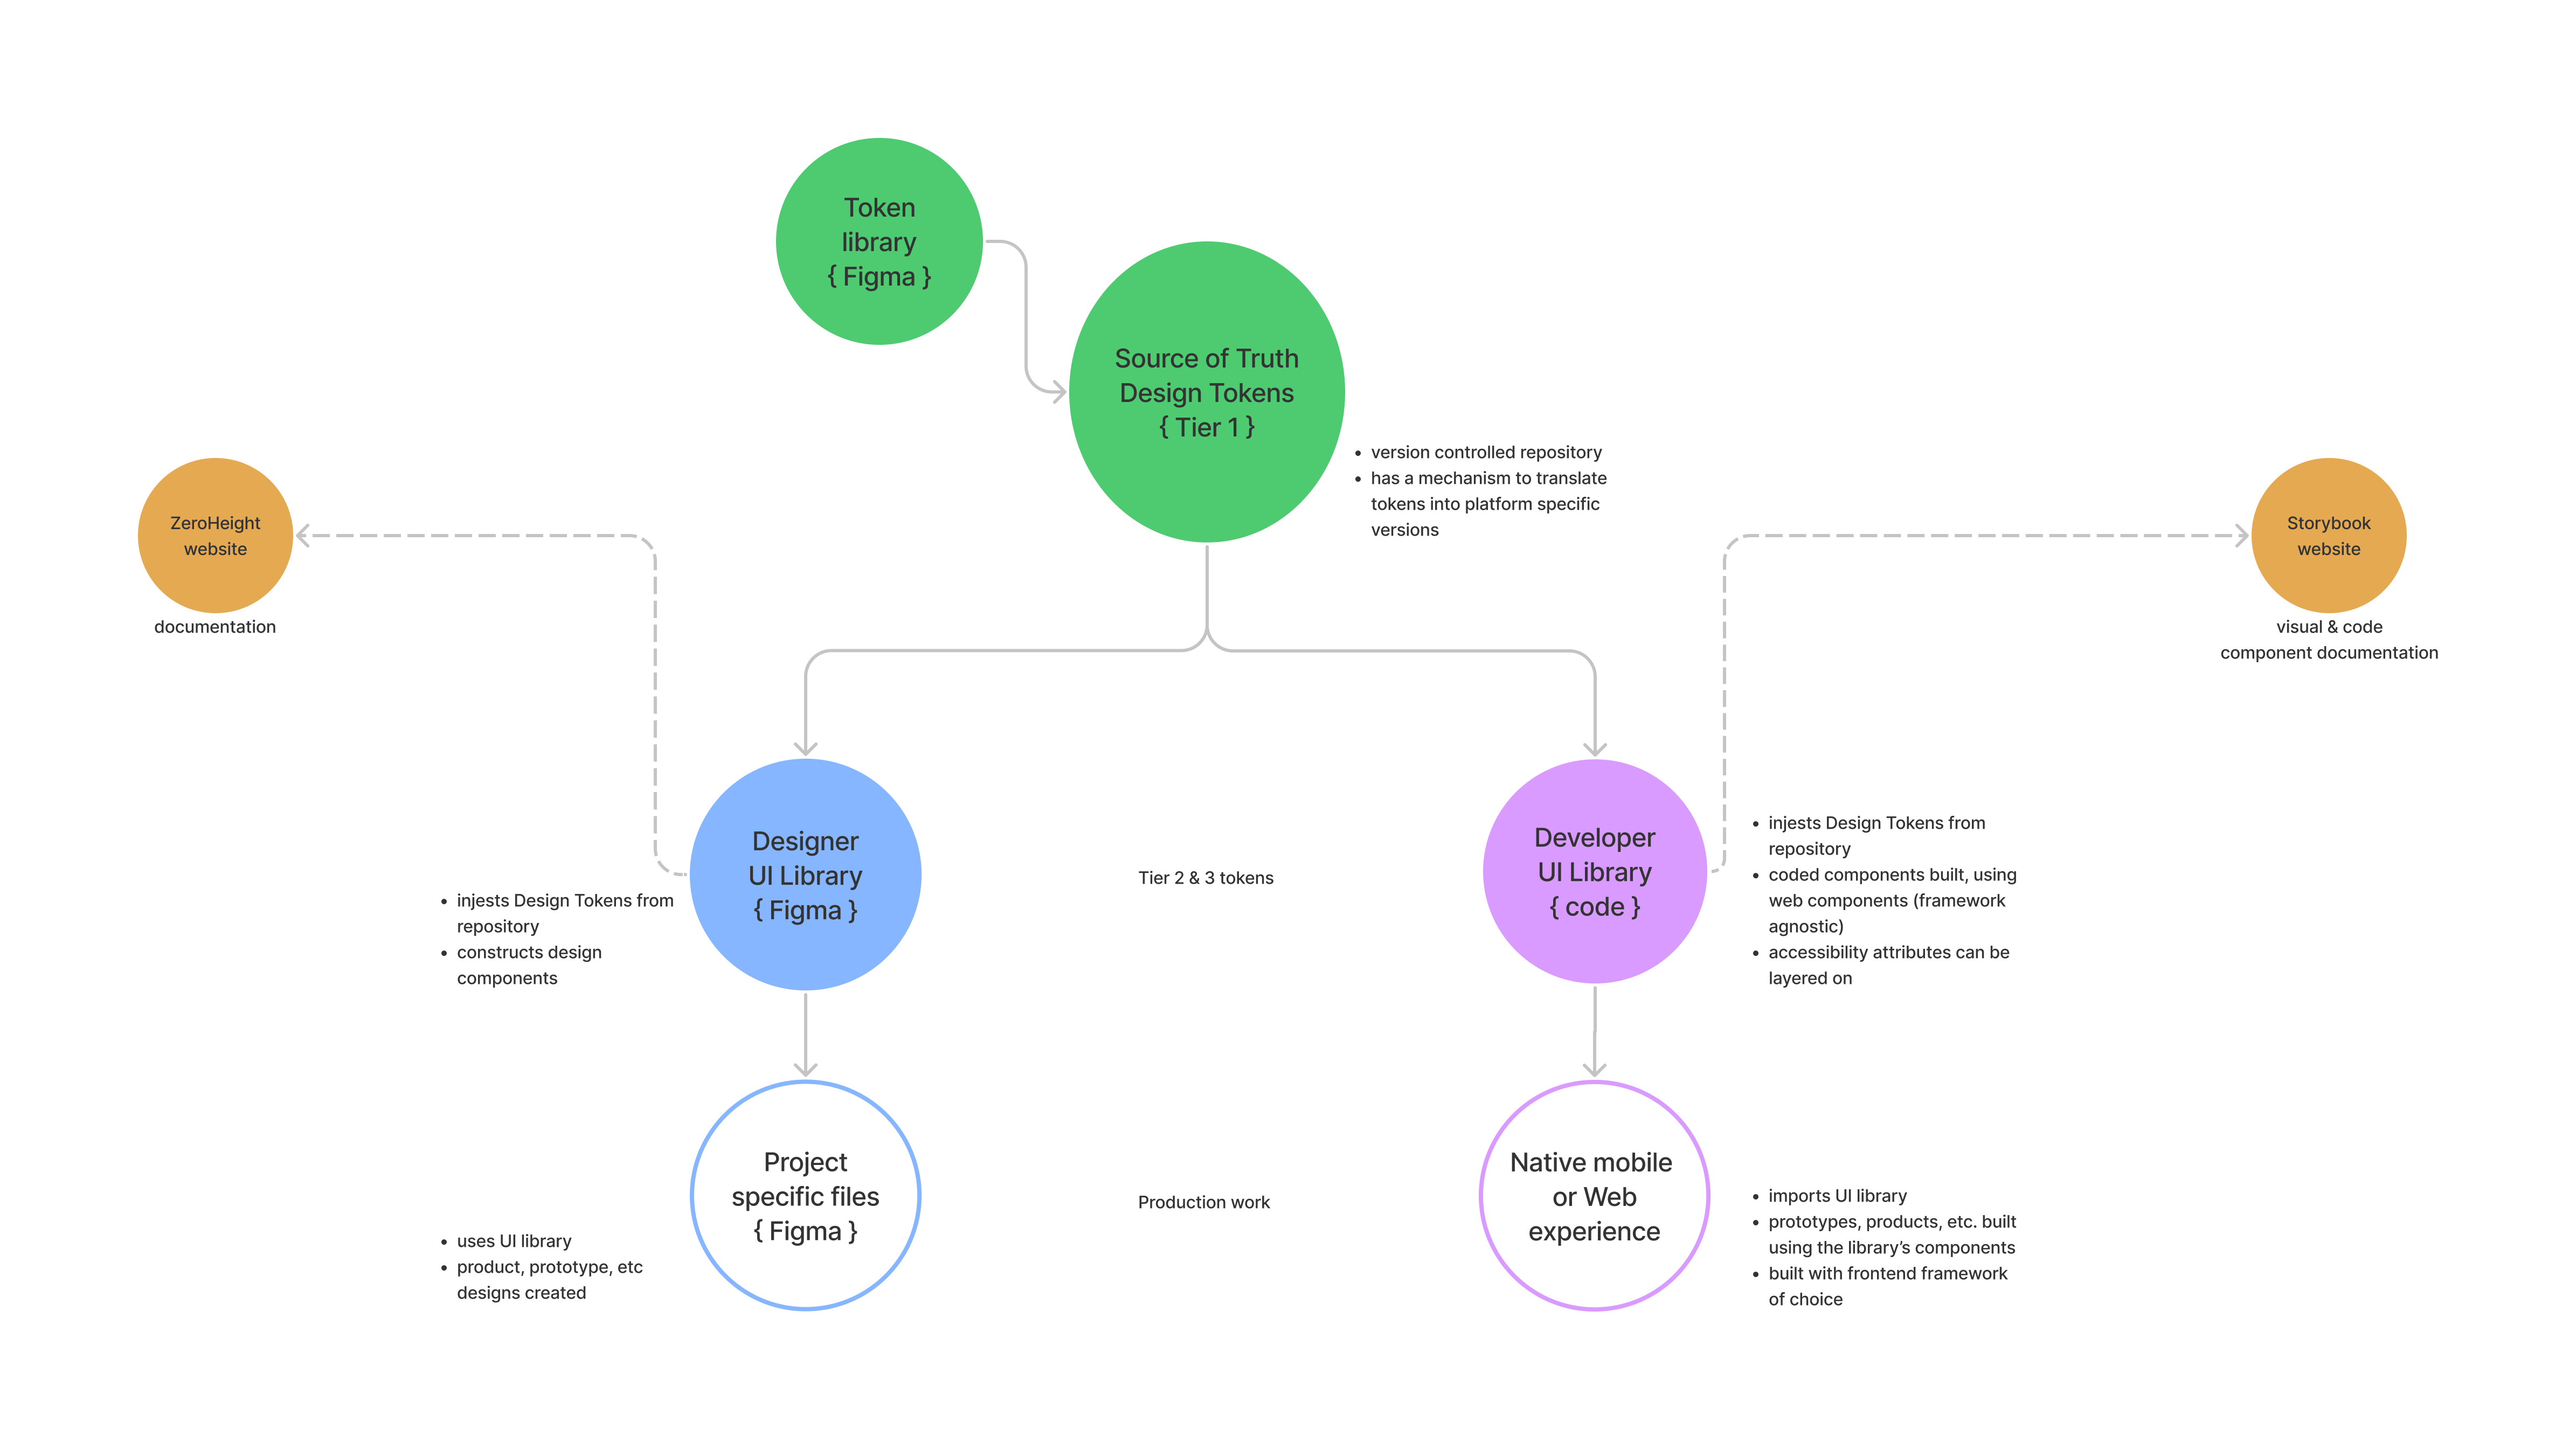 Token
library
{ Figma }
Source of Truth
Design Tokens
{ Tier 1 }
• version controlled repository
• has a mechanism to translate
tokens into platform specific
versions
ZeroHeight
website
documentation
Storybook
website
visual & code
component documentation
Designer
UI Library
{ Figma }
• injests Design Tokens from
repository
• constructs design
components
Tier 2 & 3 tokens
Developer
UI Library
{ code }
• injests Design Tokens from
repository
• coded components built, using
web components (framework
agnostic)
• accessibility attributes can be
layered on
Project
specific files
{ Figma }
• uses UI library
• product, prototype, etc
designs created
Production work
Native mobile
or Web
experience
• imports UI library
• prototypes, products, etc. built
using the library’s components
• built with frontend framework
of choice